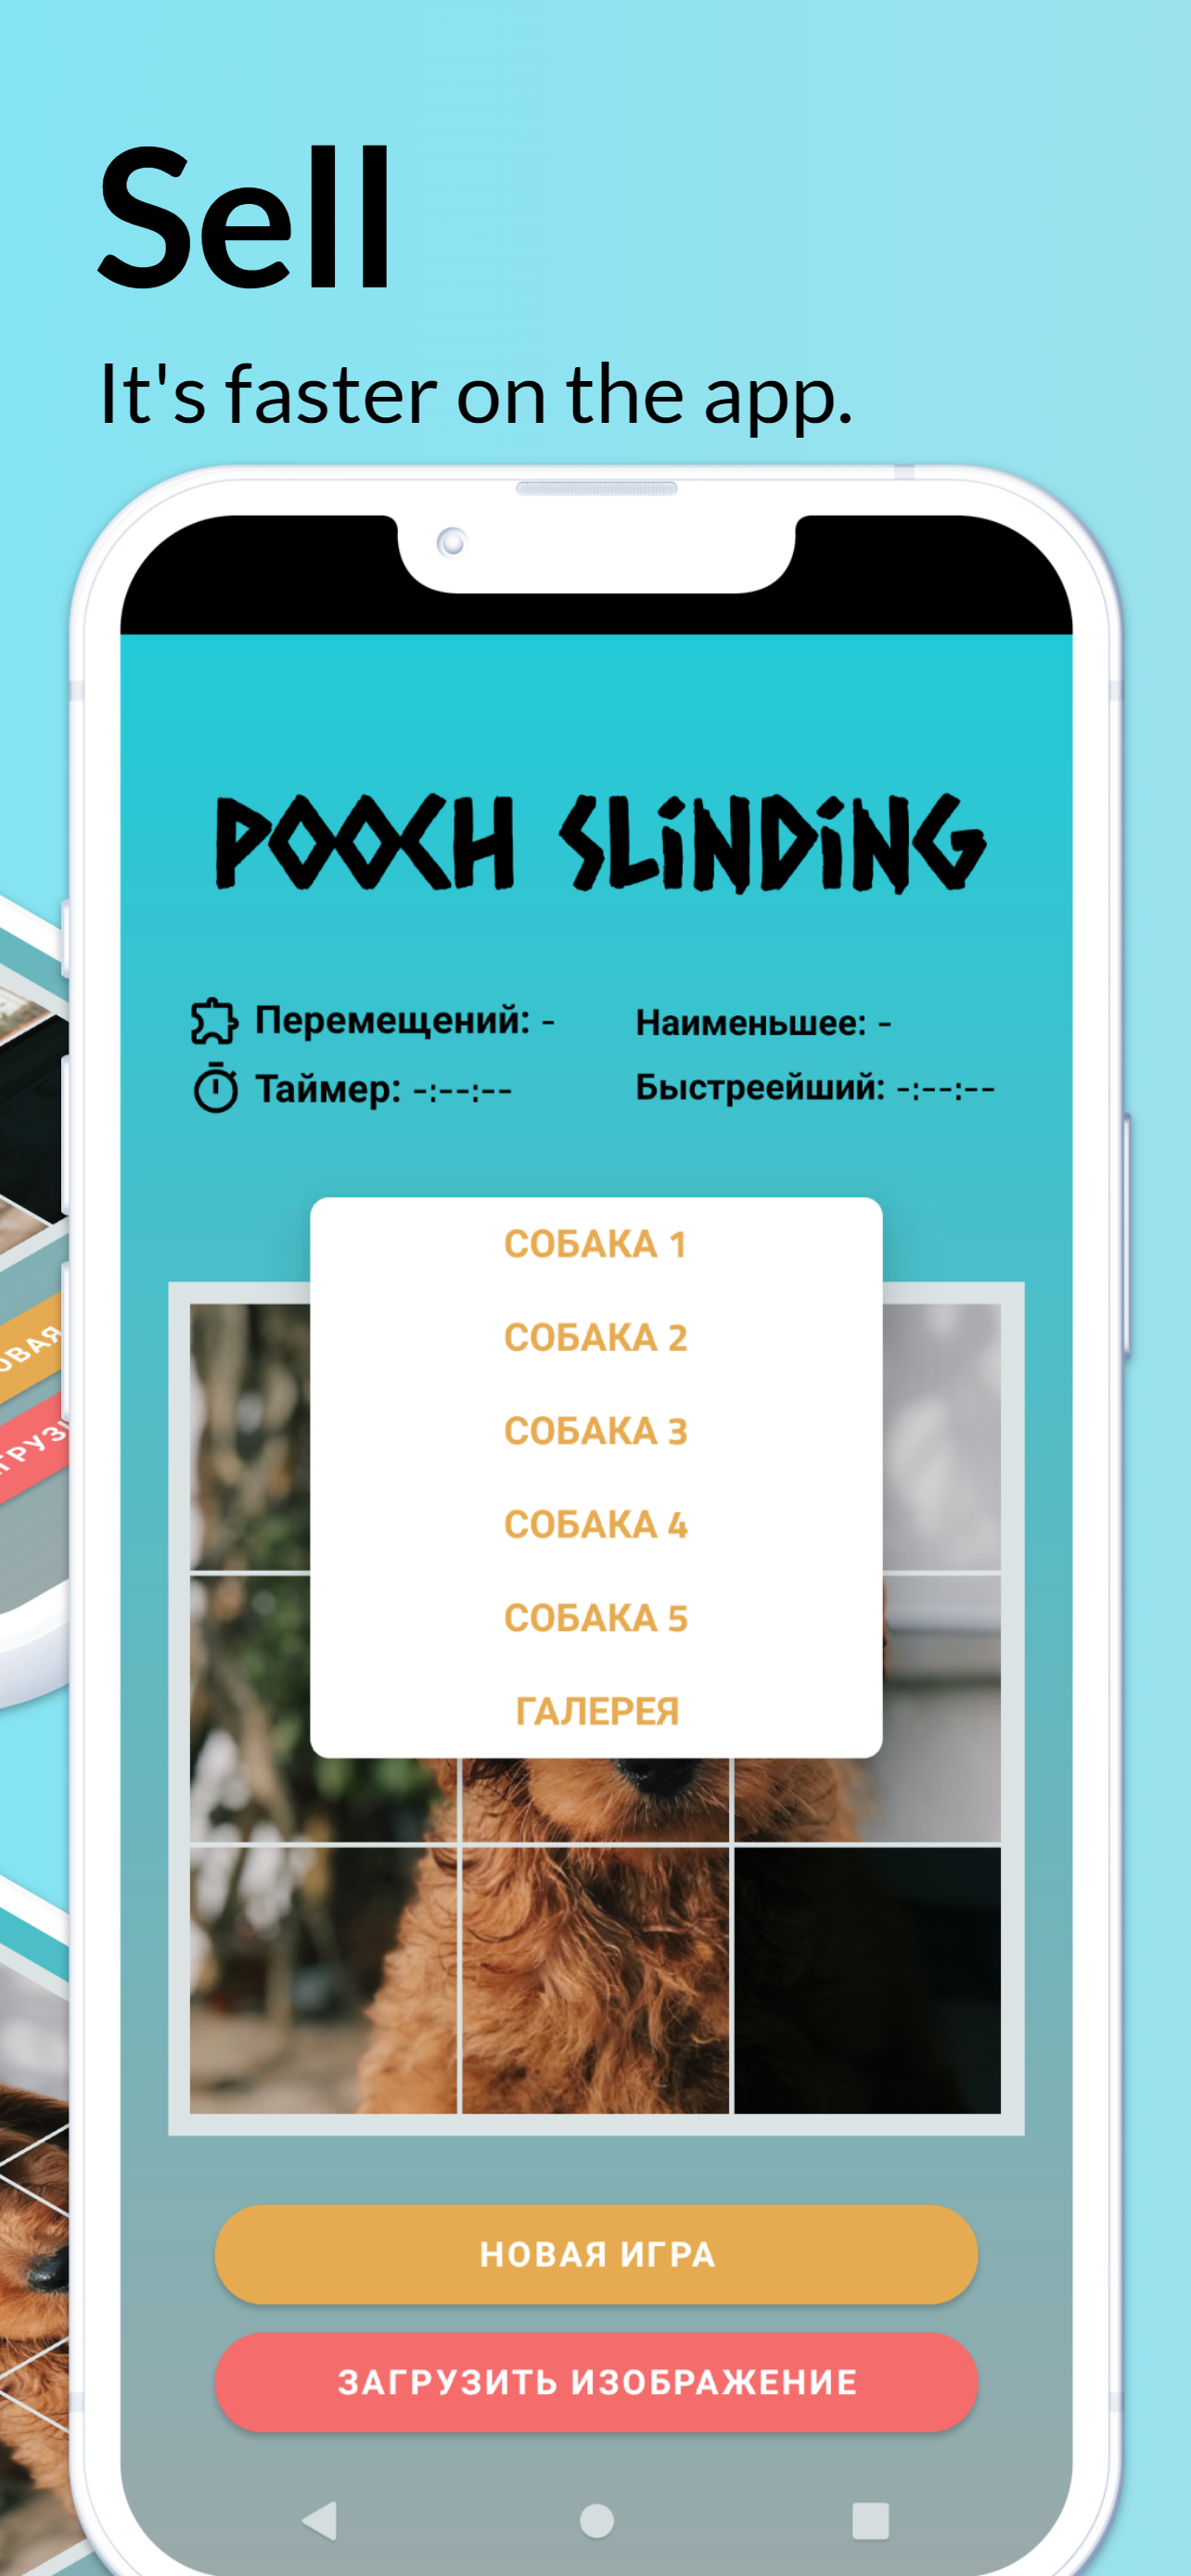 Sell
It's faster on the app.
POOCH SLiNDiNG
Перемещений: -
Наименьшее: -
Таймер: -:--:--
Быстреейший: -:--:--
СОБАКА 1
СОБАКА 2
СОБАКА 3
СОБАКА 4
СОБАКА 5
ГАЛЕРЕЯ
НОВАЯ ИГРА
ЗАГРУЗИТЬ ИЗОБРАЖЕНИЕ